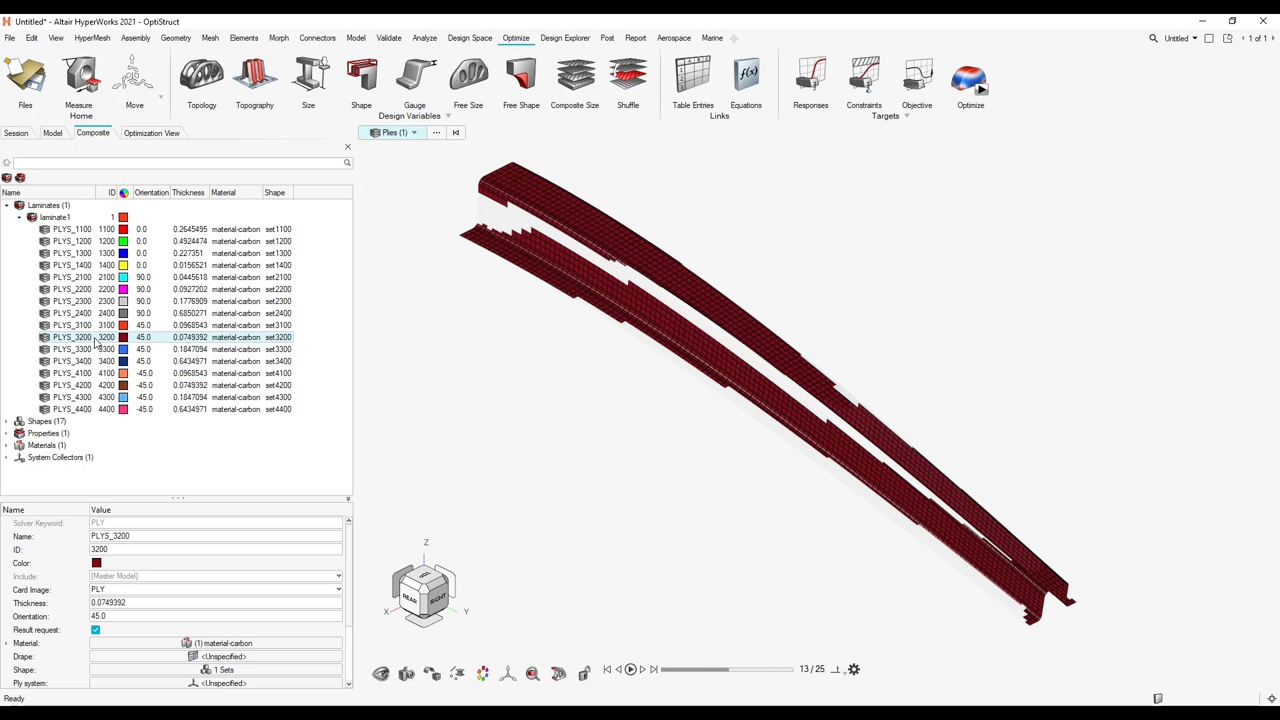 Untitled* - Altair HyperWorks 2021 - OptiStruct
File Edit View HyperMesh Assembly Geometry Mesh Elements Morph Connectors Model Validate Analyze Design Space Optimize Design Explorer Post Report Aerospace Marine Untitled 1 of 1
Files Measure Move Topology Topography Size Shape Gauge Free Size Free Shape Composite Size Shuffle Table Entries Equations Responses Constraints Objective Optimize
Home Design Variables Links Targets
Session Model Composite Optimization View Plies (1)
Name ID Orientation Thickness Material Shape
Laminates (1)
laminate1 1
PLYS_1100 1100 0.0 0.2645495 material-carbon set1100
PLYS_1200 1200 0.0 0.4924474 material-carbon set1200
PLYS_1300 1300 0.0 0.227351 material-carbon set1300
PLYS_1400 1400 0.0 0.0156521 material-carbon set1400
PLYS_2100 2100 90.0 0.0445618 material-carbon set2100
PLYS_2200 2200 90.0 0.0927202 material-carbon set2200
PLYS_2300 2300 90.0 0.1776909 material-carbon set2300
PLYS_2400 2400 90.0 0.6850271 material-carbon set2400
PLYS_3100 3100 45.0 0.0968543 material-carbon set3100
PLYS_3200 3200 45.0 0.0749392 material-carbon set3200
PLYS_3300 3300 45.0 0.1847094 material-carbon set3300
PLYS_3400 3400 45.0 0.6434971 material-carbon set3400
PLYS_4100 4100 -45.0 0.0968543 material-carbon set4100
PLYS_4200 4200 -45.0 0.0749392 material-carbon set4200
PLYS_4300 4300 -45.0 0.1847094 material-carbon set4300
PLYS_4400 4400 -45.0 0.6434971 material-carbon set4400
Shapes (17)
Properties (1)
Materials (1)
System Collectors (1)
Name Value
Solver Keyword: PLY
Name: PLYS_3200
ID: 3200
Color:
Include: [Master Model]
Card Image: PLY
Thickness: 0.0749392
Orientation: 45.0
Result request:
Material: (1) material-carbon
Drape: <Unspecified>
Shape: 1 Sets
Ply system: <Unspecified>
Z
REAR RIGHT
X Y
13 / 25
Ready